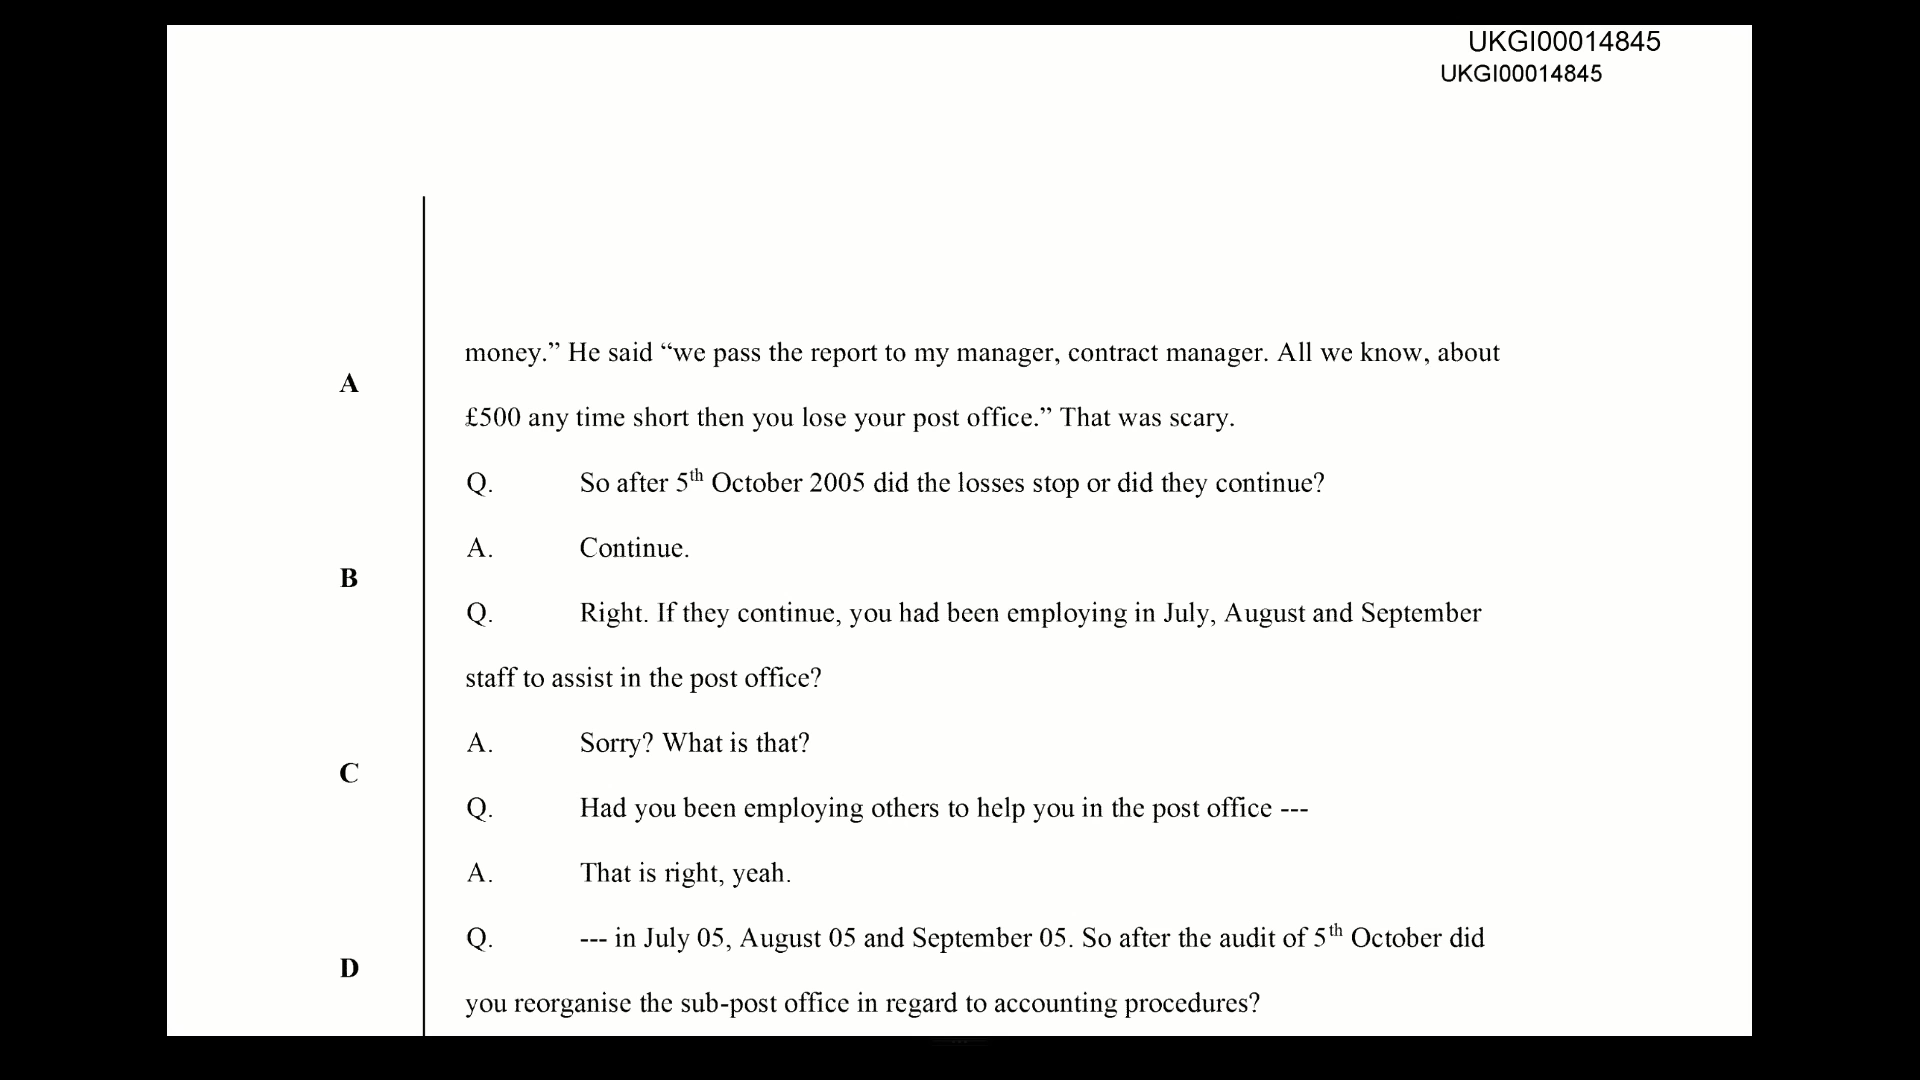 UKGI00014845
UKGI00014845
money.” He said “we pass the report to my manager, contract manager. All we know, about
A
£500 any time short then you lose your post office.” That was scary.
Q. So after 5th October 2005 did the losses stop or did they continue?
A. Continue.
B
Q. Right. If they continue, you had been employing in July, August and September
staff to assist in the post office?
A. Sorry? What is that?
C
Q. Had you been employing others to help you in the post office ---
A. That is right, yeah.
Q. --- in July 05, August 05 and September 05. So after the audit of 5th October did
D
you reorganise the sub-post office in regard to accounting procedures?